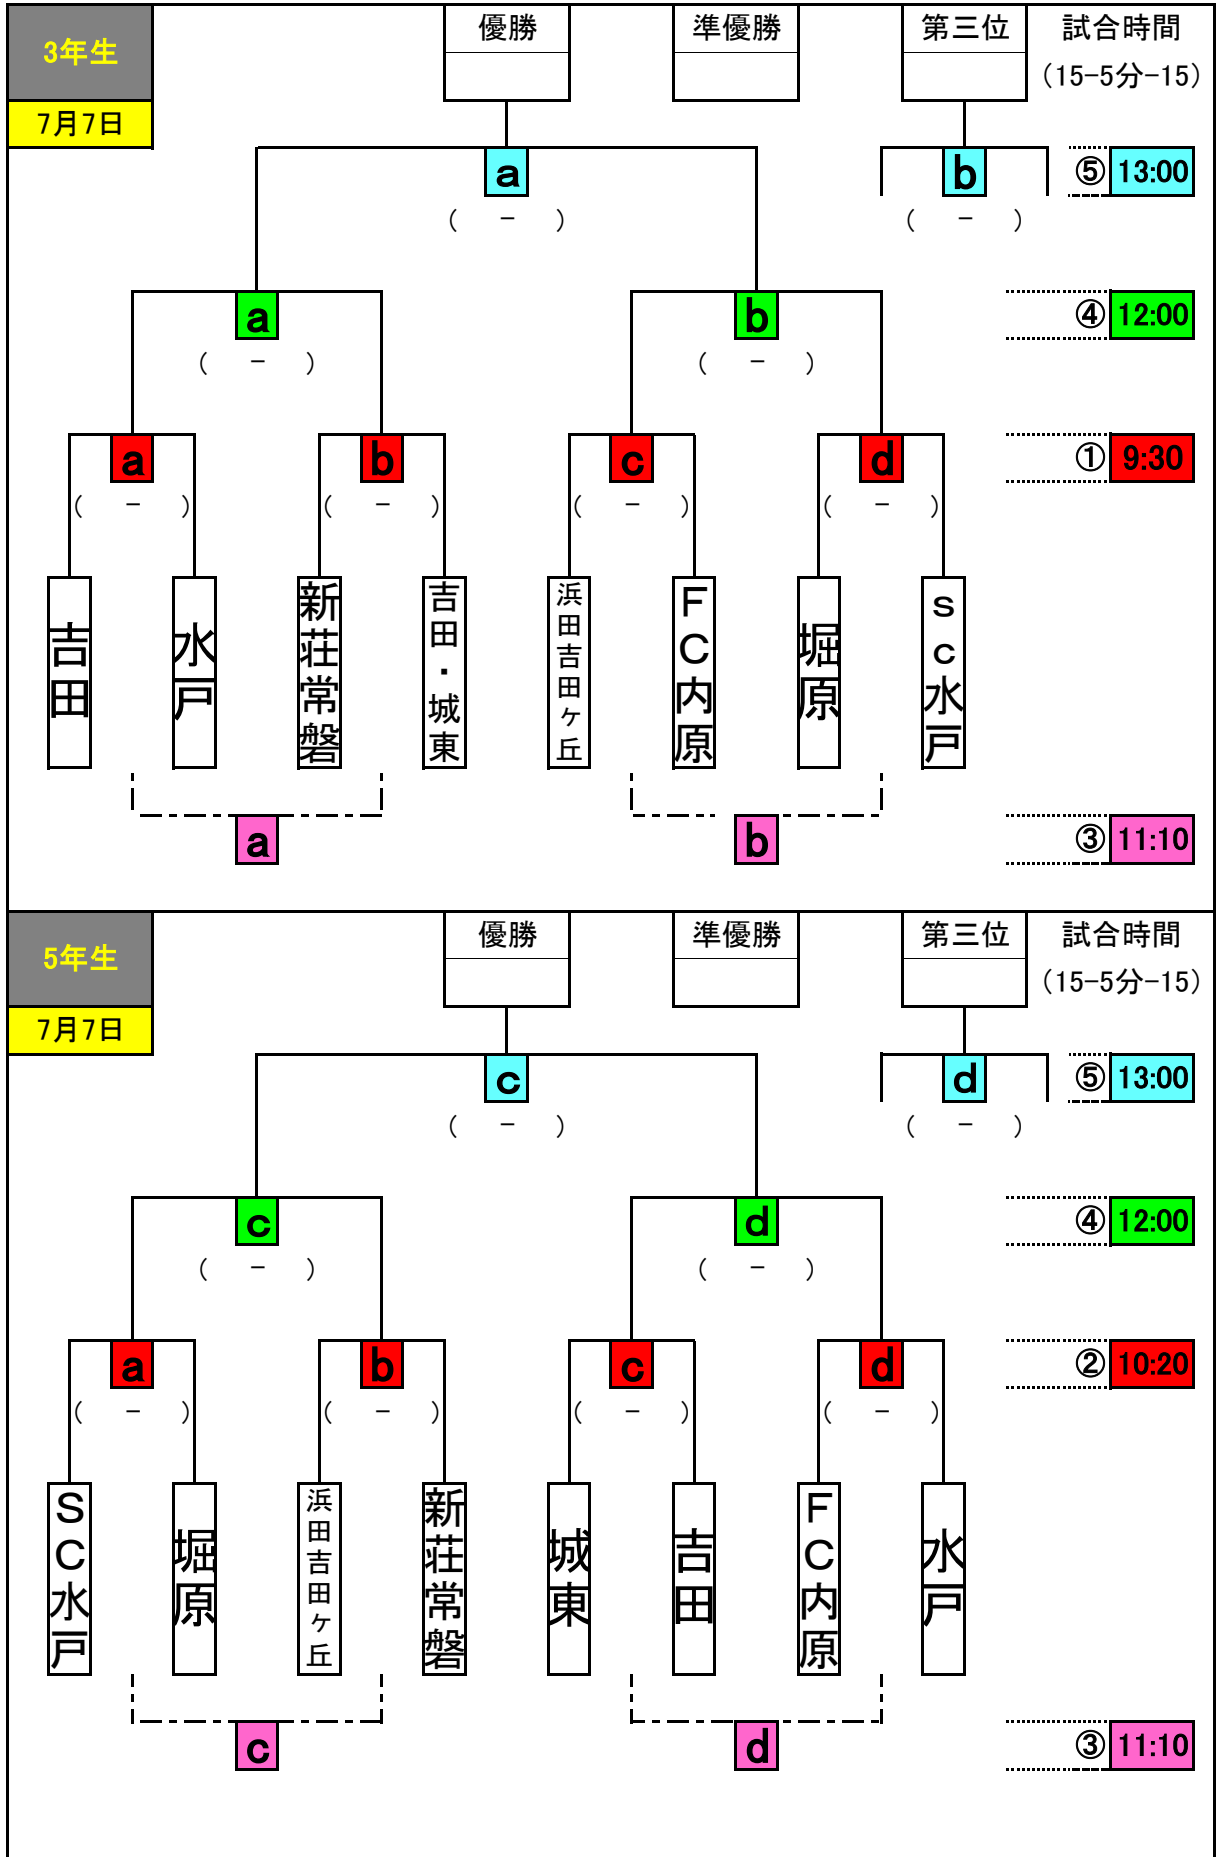 3年生
優勝
準優勝
第三位
試合時間
(15-5分-15)
7月7日
a
b
⑤ 13:00
( - )
( - )
a
b
④ 12:00
( - )
( - )
a
b
c
d
① 9:30
( - )
( - )
( - )
( - )
吉田
水戸
新荘常磐
吉田・城東
浜田吉田ヶ丘
FC内原
堀原
sc水戸
a
b
③ 11:10
5年生
優勝
準優勝
第三位
試合時間
(15-5分-15)
7月7日
c
d
⑤ 13:00
( - )
( - )
c
d
④ 12:00
( - )
( - )
a
b
c
d
② 10:20
( - )
( - )
( - )
( - )
SC水戸
堀原
浜田吉田ヶ丘
新荘常磐
城東
吉田
FC内原
水戸
c
d
③ 11:10